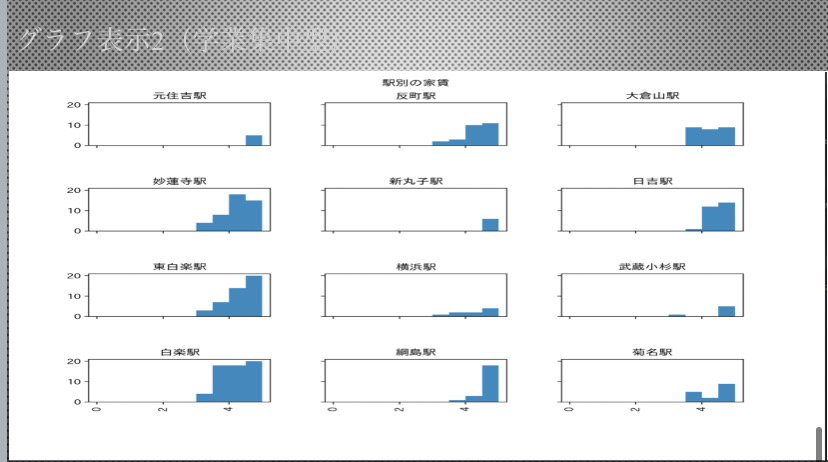 グラフ表示2（学業集中型）
駅別の家賃
元住吉駅 反町駅 大倉山駅
20
10
0
妙蓮寺駅 新丸子駅 日吉駅
20
10
0
東白楽駅 横浜駅 武蔵小杉駅
20
10
0
白楽駅 綱島駅 菊名駅
20
10
0
0 2 4 0 2 4 0 2 4